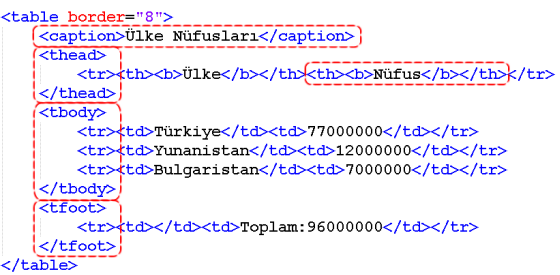 <table border="8">
<caption>Ülke Nüfusları</caption>
<thead>
<tr><th><b>Ülke</b></th><th><b>Nüfus</b></th></tr>
</thead>
<tbody>
<tr><td>Türkiye</td><td>77000000</td></tr>
<tr><td>Yunanistan</td><td>12000000</td></tr>
<tr><td>Bulgaristan</td><td>7000000</td></tr>
</tbody>
<tfoot>
<tr><td></td><td>Toplam:96000000</td></tr>
</tfoot>
</table>